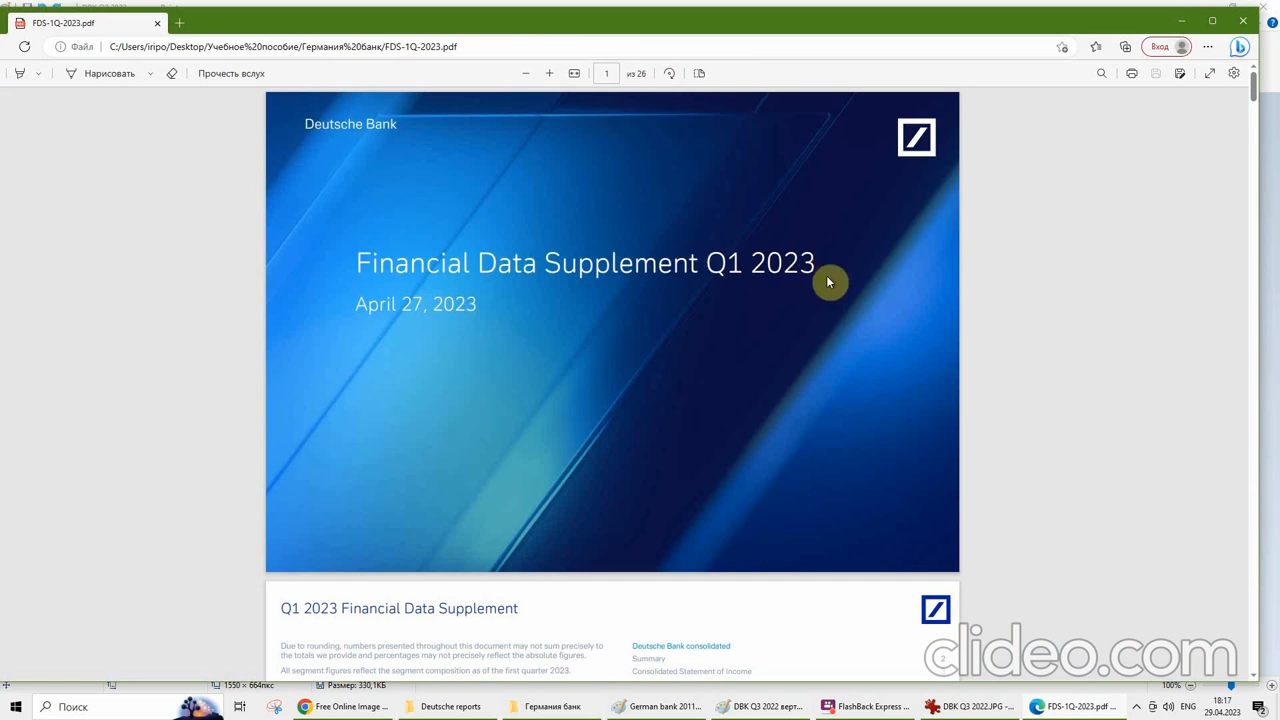 FDS-1Q-2023.pdf
Файл
C:/Users/iripo/Desktop/Учебное%20пособие/Германия%20банк/FDS-1Q-2023.pdf
Вход
Нарисовать
Прочесть вслух
1
из 26
Deutsche Bank
Financial Data Supplement Q1 2023
April 27, 2023
Q1 2023 Financial Data Supplement
Due to rounding, numbers presented throughout this document may not sum precisely to
the totals we provide and percentages may not precisely reflect the absolute figures.
All segment figures reflect the segment composition as of the first quarter 2023.
Deutsche Bank consolidated
Summary
2
Consolidated Statement of Income
clideo.com
1550 × 664пкс
Размер: 330,1КБ
100%
Поиск
Free Online Image ...
Deutsche reports
Германия банк
German bank 2011...
DBK Q3 2022 верт...
FlashBack Express ...
DBK Q3 2022.JPG -...
FDS-1Q-2023.pdf ...
ENG
18:17
29.04.2023
2